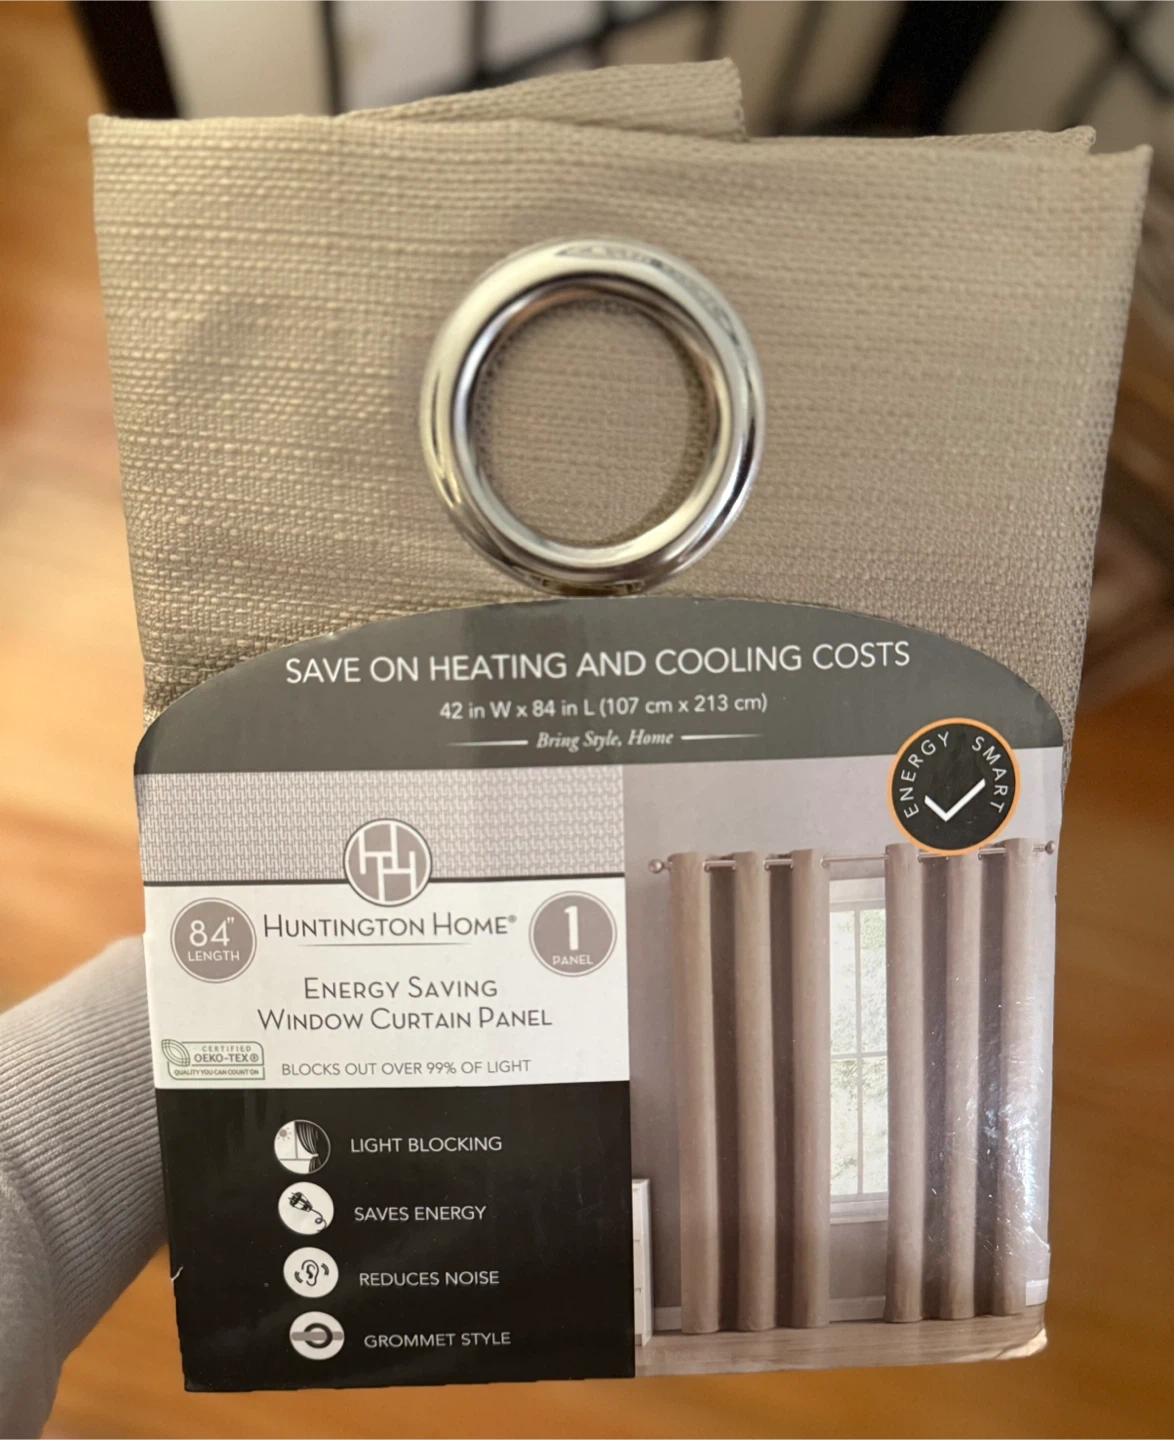 SAVE ON HEATING AND COOLING COSTS
42 in W x 84 in L (107 cm x 213 cm)
Bring Style, Home
ENERGY SMART
84"
LENGTH
HUNTINGTON HOME®
1
PANEL
ENERGY SAVING
WINDOW CURTAIN PANEL
CERTIFIED
OEKO-TEX®
QUALITY YOU CAN COUNT ON
BLOCKS OUT OVER 99% OF LIGHT
LIGHT BLOCKING
SAVES ENERGY
REDUCES NOISE
GROMMET STYLE